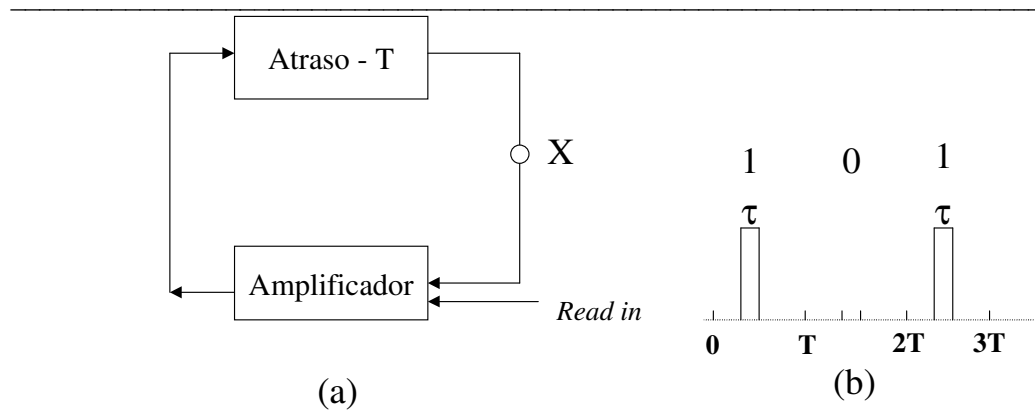 Atraso - T
X
1 0 1
τ τ
Amplificador
Read in
0 T 2T 3T
(a)
(b)